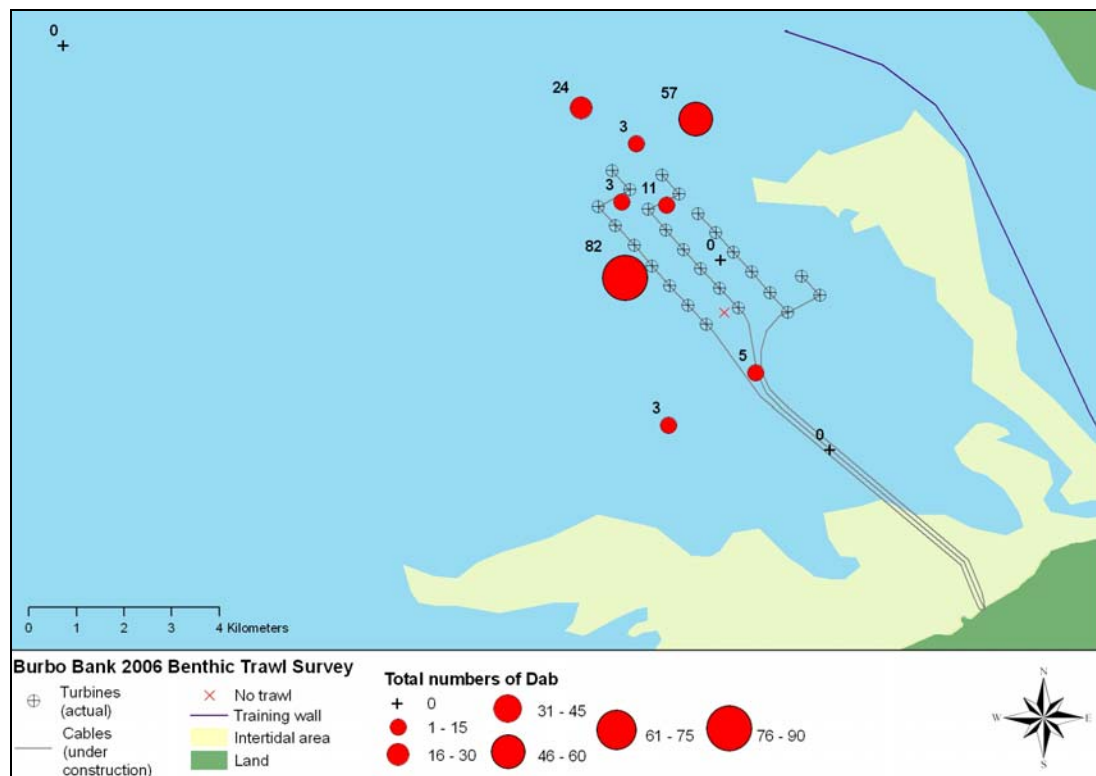 0
24
57
3
3
11
0
82
5
3
0
0 1 2 3 4 Kilometers
Burbo Bank 2006 Benthic Trawl Survey
Turbines
(actual)
Cables
(under
construction)
No trawl
Training wall
Intertidal area
Land
Total numbers of Dab
0
1 - 15
16 - 30
31 - 45
46 - 60
61 - 75
76 - 90
N
W E
S